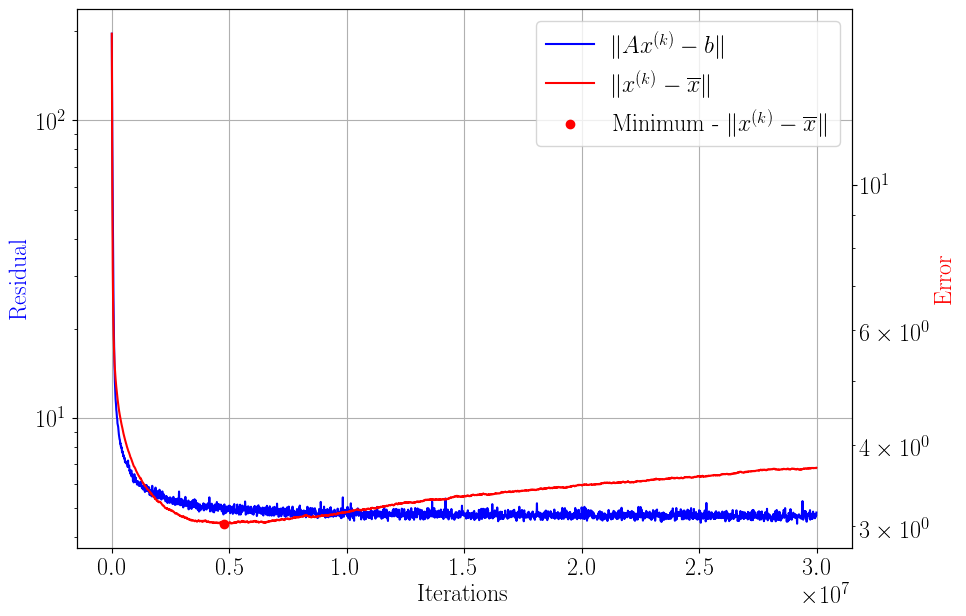 ‖Ax^{(k)} − b‖
‖x^{(k)} − x̅‖
Minimum - ‖x^{(k)} − x̅‖
10^2
10^1
Residual
10^1
6 × 10^0
4 × 10^0
3 × 10^0
Error
0.0 0.5 1.0 1.5 2.0 2.5 3.0
Iterations
×10^7